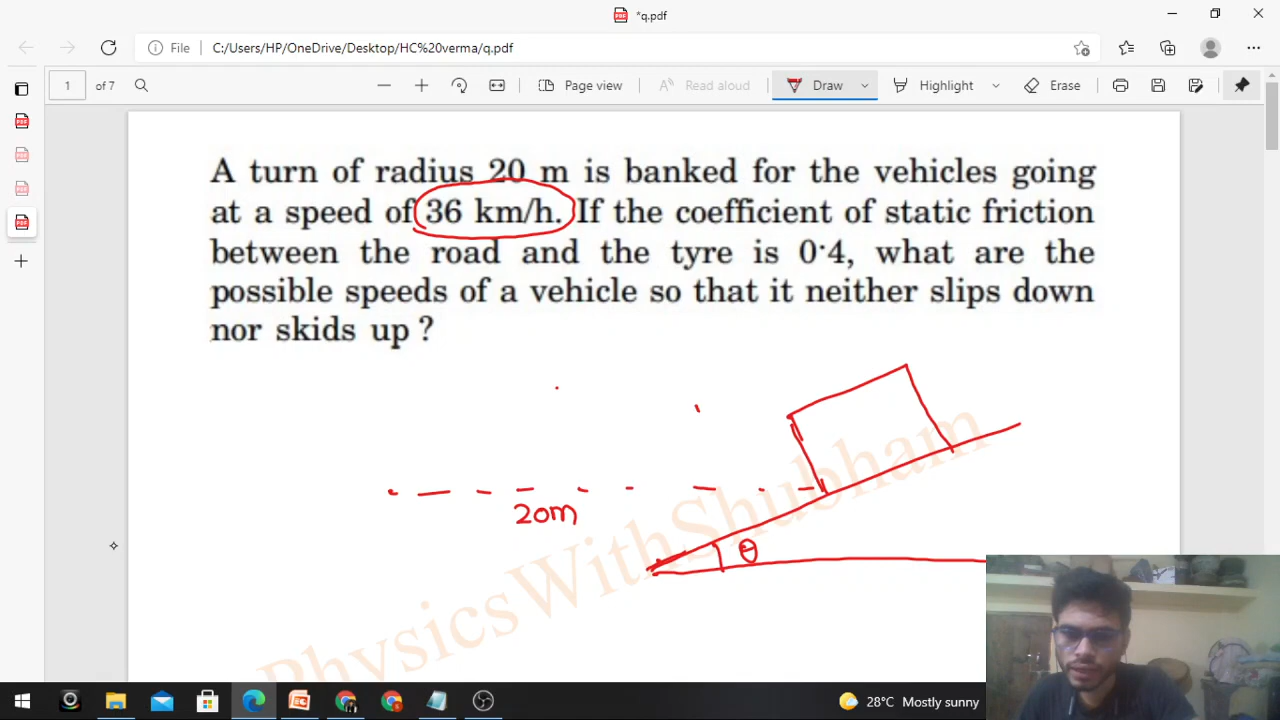 *q.pdf
File C:/Users/HP/OneDrive/Desktop/HC%20verma/q.pdf
1 of 7 Page view Read aloud Draw Highlight Erase
A turn of radius 20 m is banked for the vehicles going
at a speed of 36 km/h. If the coefficient of static friction
between the road and the tyre is 0·4, what are the
possible speeds of a vehicle so that it neither slips down
nor skids up ?
20m
θ
PhysicsWithShubham
28°C Mostly sunny